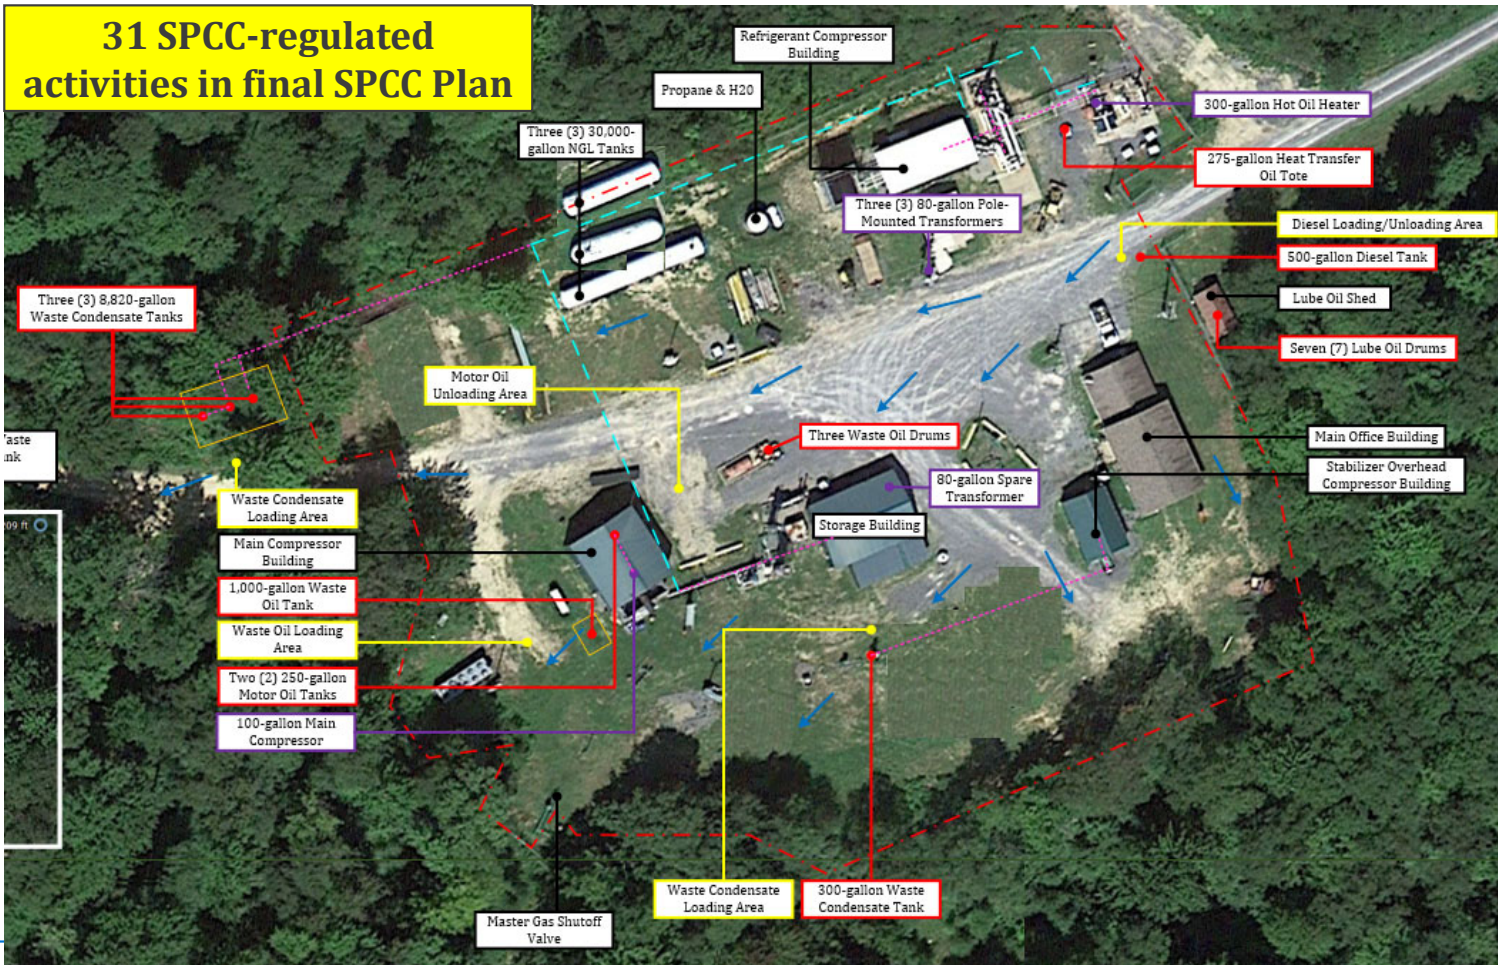 31 SPCC-regulated
activities in final SPCC Plan
Refrigerant Compressor
Building
Propane & H20
300-gallon Hot Oil Heater
Three (3) 30,000-
gallon NGL Tanks
275-gallon Heat Transfer
Oil Tote
Three (3) 80-gallon Pole-
Mounted Transformers
Diesel Loading/Unloading Area
500-gallon Diesel Tank
Three (3) 8,820-gallon
Waste Condensate Tanks
Lube Oil Shed
Seven (7) Lube Oil Drums
Motor Oil
Unloading Area
Three Waste Oil Drums
Main Office Building
Stabilizer Overhead
Compressor Building
80-gallon Spare
Transformer
Storage Building
Waste Condensate
Loading Area
209 ft
Main Compressor
Building
1,000-gallon Waste
Oil Tank
Waste Oil Loading
Area
Two (2) 250-gallon
Motor Oil Tanks
100-gallon Main
Compressor
Waste Condensate
Loading Area
300-gallon Waste
Condensate Tank
Master Gas Shutoff
Valve